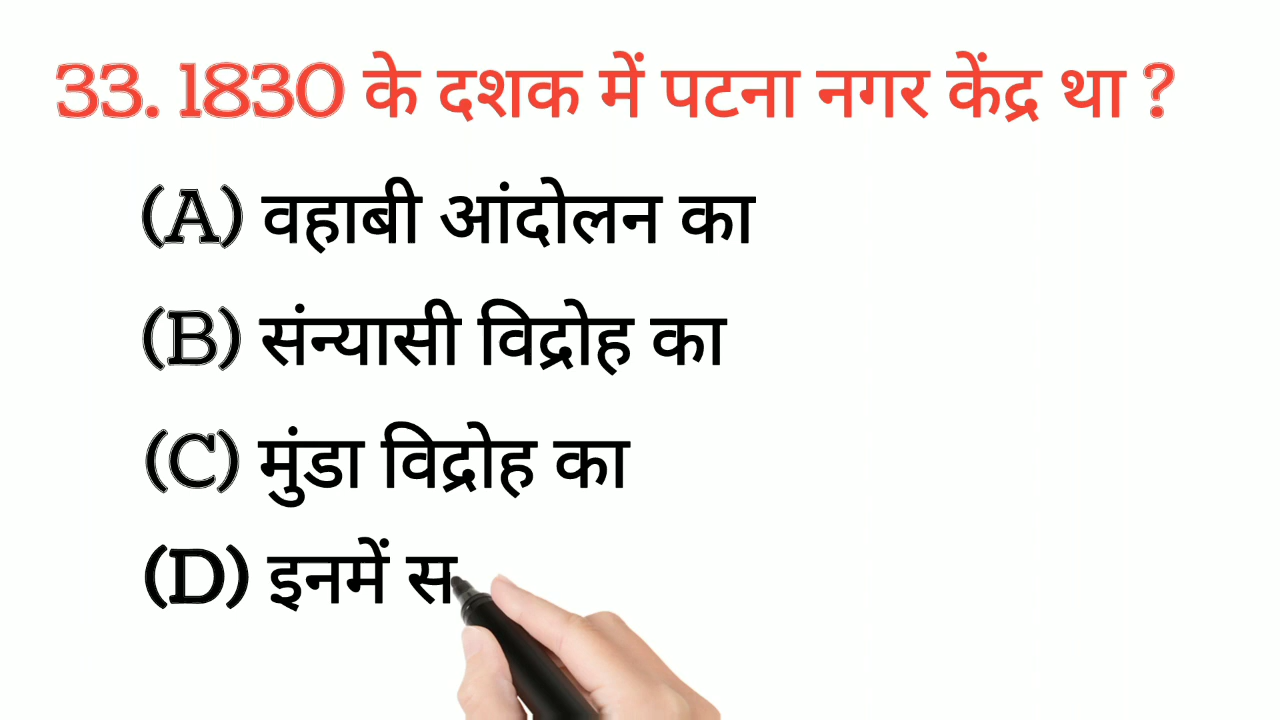 33. 1830 के दशक में पटना नगर केंद्र था ?
(A) वहाबी आंदोलन का
(B) संन्यासी विद्रोह का
(C) मुंडा विद्रोह का
(D) इनमें स